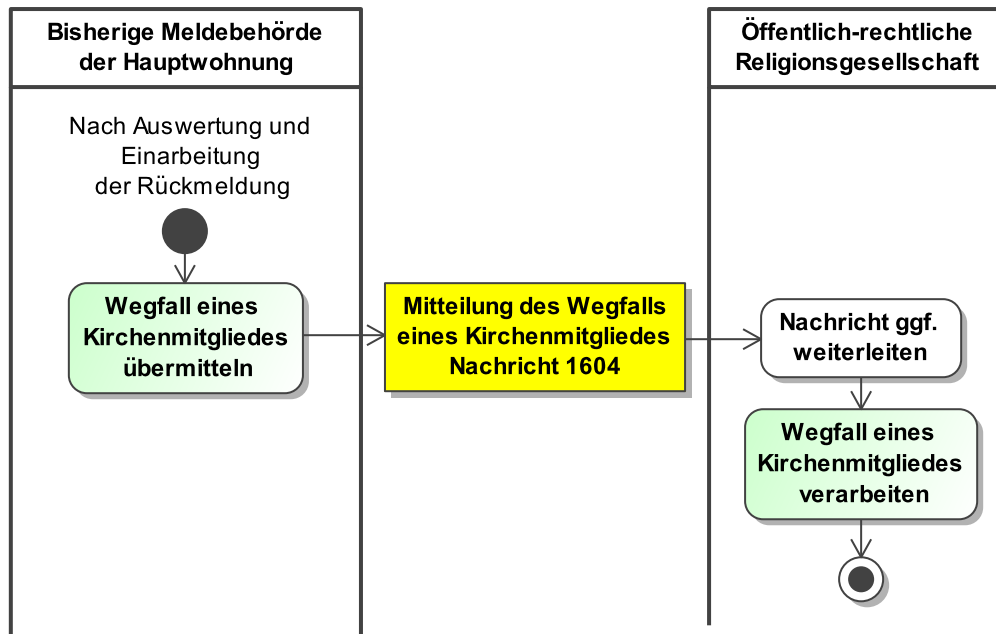 Bisherige Meldebehörde
der Hauptwohnung
Öffentlich-rechtliche
Religionsgesellschaft
Nach Auswertung und
Einarbeitung
der Rückmeldung
Wegfall eines
Kirchenmitgliedes
übermitteln
Mitteilung des Wegfalls
eines Kirchenmitgliedes
Nachricht 1604
Nachricht ggf.
weiterleiten
Wegfall eines
Kirchenmitgliedes
verarbeiten